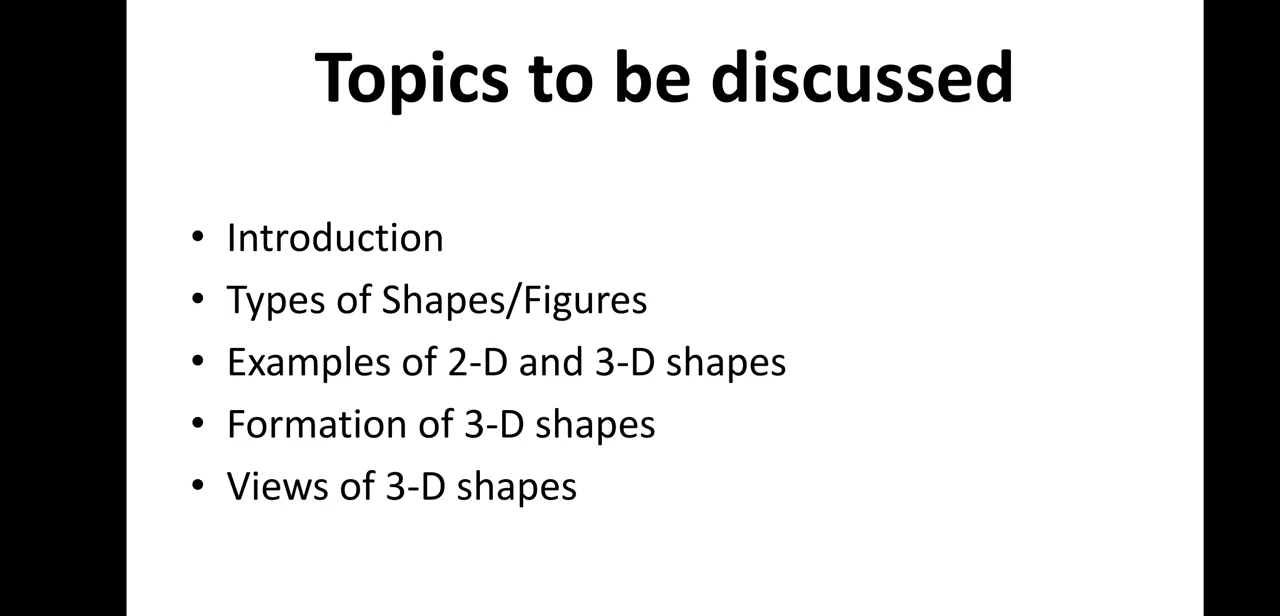 Topics to be discussed
• Introduction
• Types of Shapes/Figures
• Examples of 2-D and 3-D shapes
• Formation of 3-D shapes
• Views of 3-D shapes